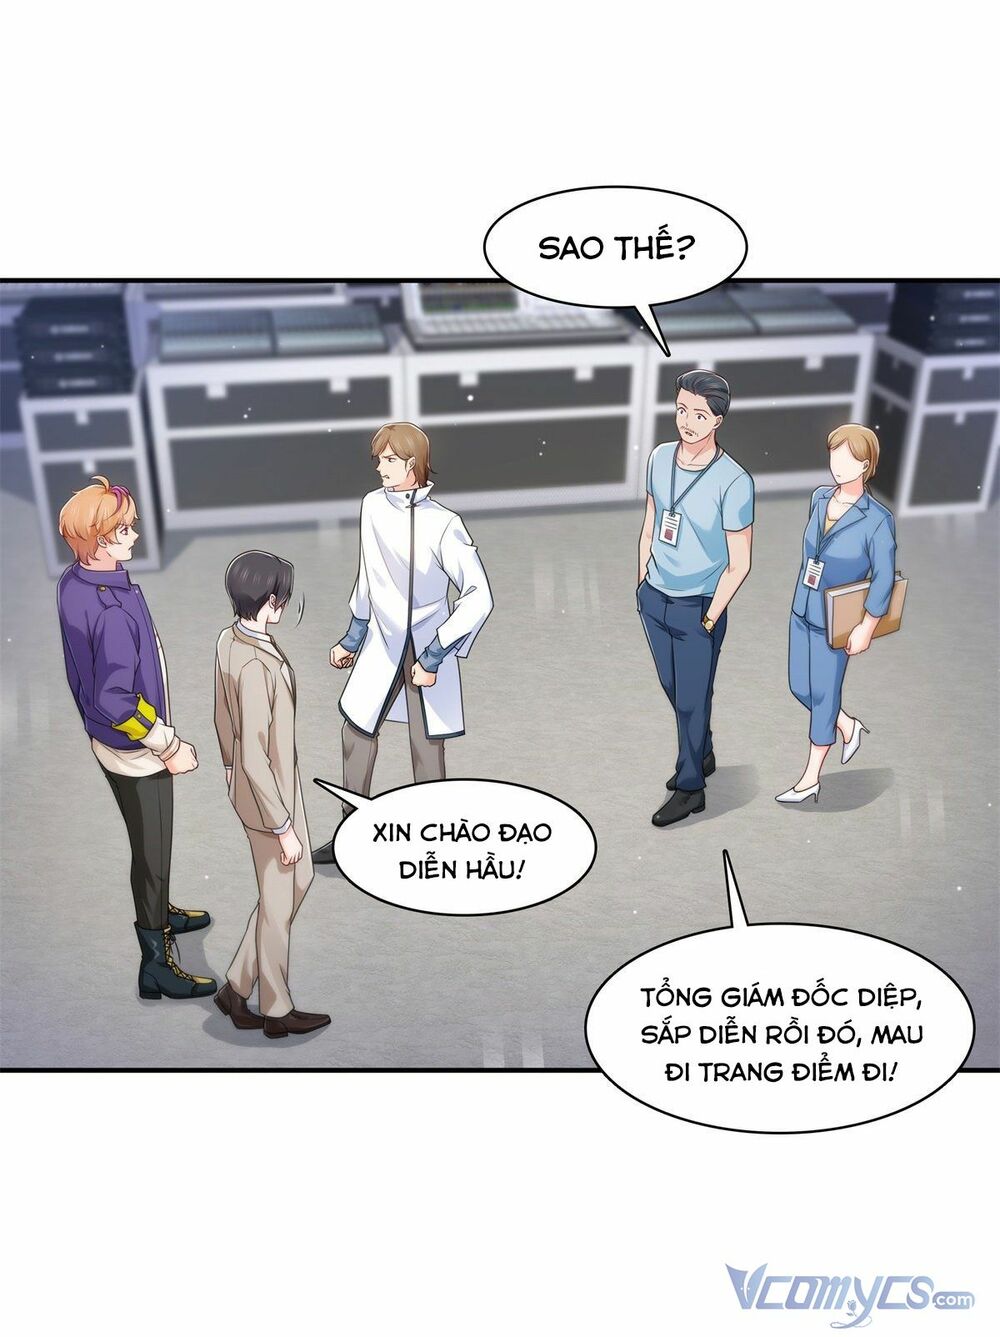 SAO THẾ?
XIN CHÀO ĐẠO
DIỄN HẦU!
TỔNG GIÁM ĐỐC DIỆP,
SẮP DIỄN RỒI ĐÓ, MAU
ĐI TRANG ĐIỂM ĐI!
VCOMYCS.com